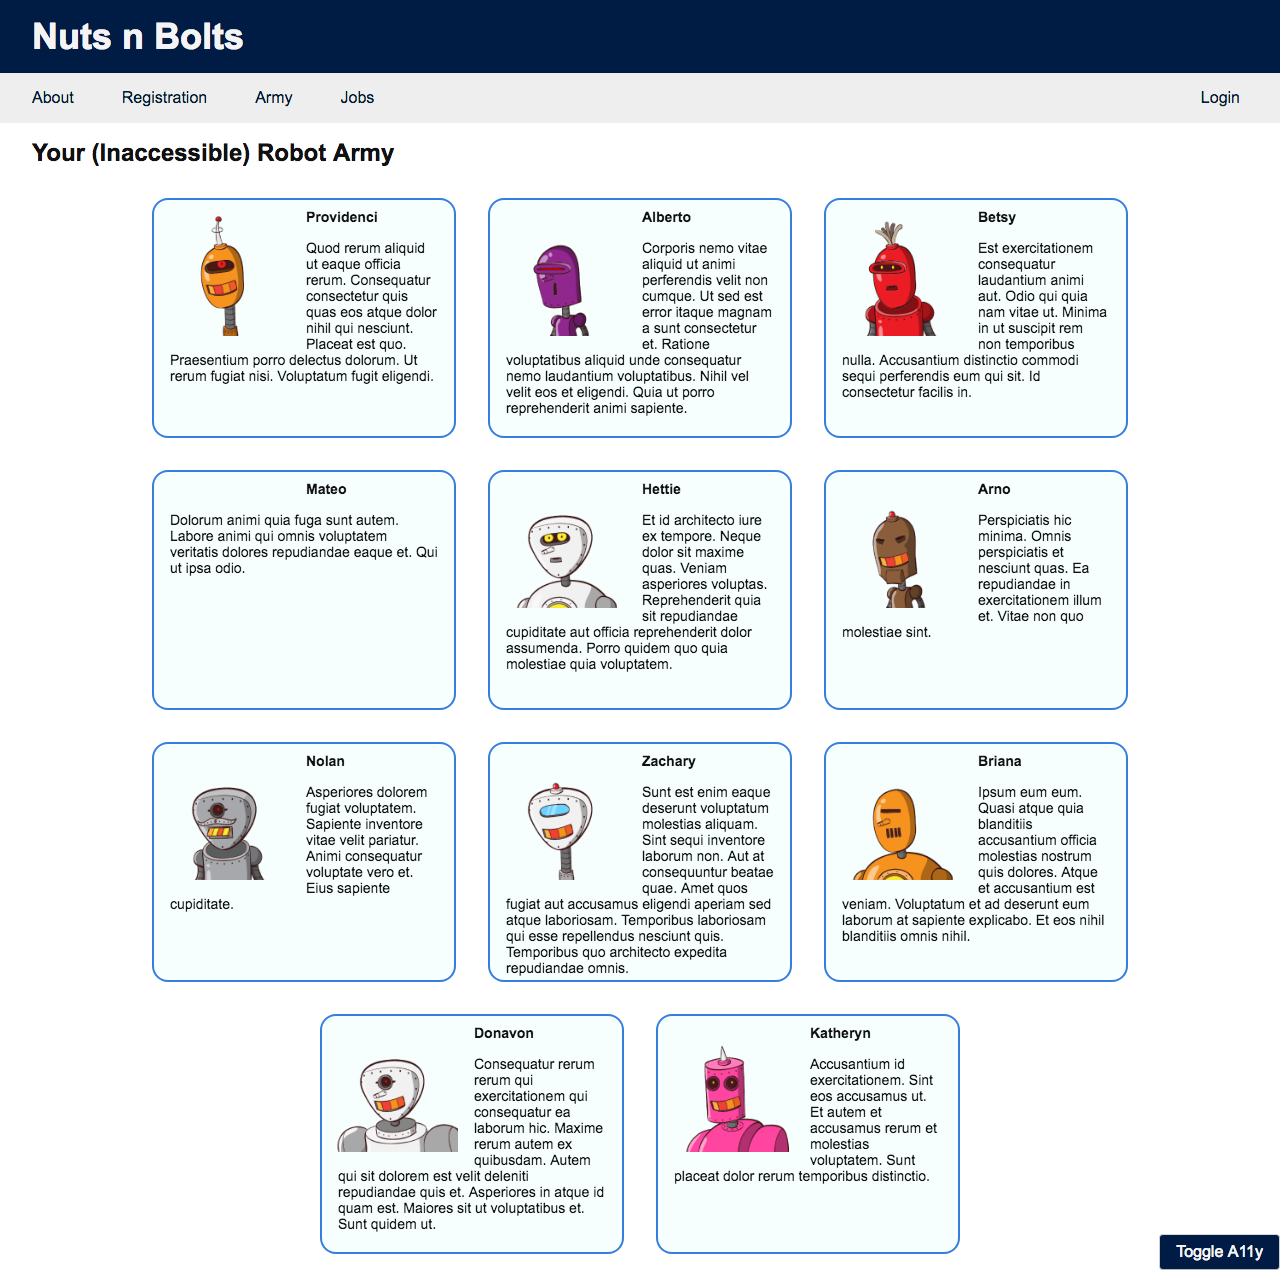 Nuts n Bolts
About Registration Army Jobs Login
Your (Inaccessible) Robot Army
Providenci
Quod rerum aliquid
ut eaque officia
rerum. Consequatur
consectetur quis
quas eos atque dolor
nihil qui nesciunt.
Placeat est quo.
Praesentium porro delectus dolorum. Ut
rerum fugiat nisi. Voluptatum fugit eligendi.
Alberto
Corporis nemo vitae
aliquid ut animi
perferendis velit non
cumque. Ut sed est
error itaque magnam
a sunt consectetur
et. Ratione
voluptatibus aliquid unde consequatur
nemo laudantium voluptatibus. Nihil vel
velit eos et eligendi. Quia ut porro
reprehenderit animi sapiente.
Betsy
Est exercitationem
consequatur
laudantium animi
aut. Odio qui quia
nam vitae ut. Minima
in ut suscipit rem
non temporibus
nulla. Accusantium distinctio commodi
sequi perferendis eum qui sit. Id
consectetur facilis in.
Mateo
Dolorum animi quia fuga sunt autem.
Labore animi qui omnis voluptatem
veritatis dolores repudiandae eaque et. Qui
ut ipsa odio.
Hettie
Et id architecto iure
ex tempore. Neque
dolor sit maxime
quas. Veniam
asperiores voluptas.
Reprehenderit quia
sit repudiandae
cupiditate aut officia reprehenderit dolor
assumenda. Porro quidem quo quia
molestiae quia voluptatem.
Arno
Perspiciatis hic
minima. Omnis
perspiciatis et
nesciunt quas. Ea
repudiandae in
exercitationem illum
et. Vitae non quo
molestiae sint.
Nolan
Asperiores dolorem
fugiat voluptatem.
Sapiente inventore
vitae velit pariatur.
Animi consequatur
voluptate vero et.
Eius sapiente
cupiditate.
Zachary
Sunt est enim eaque
deserunt voluptatum
molestias aliquam.
Sint sequi inventore
laborum non. Aut at
consequuntur beatae
quae. Amet quos
fugiat aut accusamus eligendi aperiam sed
atque laboriosam. Temporibus laboriosam
qui esse repellendus nesciunt quis.
Temporibus quo architecto expedita
repudiandae omnis.
Briana
Ipsum eum eum.
Quasi atque quia
blanditiis
accusantium officia
molestias nostrum
quis dolores. Atque
et accusantium est
veniam. Voluptatum et ad deserunt eum
laborum at sapiente explicabo. Et eos nihil
blanditiis omnis nihil.
Donavon
Consequatur rerum
rerum qui
exercitationem qui
consequatur ea
laborum hic. Maxime
rerum autem ex
quibusdam. Autem
qui sit dolorem est velit deleniti
repudiandae quis et. Asperiores in atque id
quam est. Maiores sit ut voluptatibus et.
Sunt quidem ut.
Katheryn
Accusantium id
exercitationem. Sint
eos accusamus ut.
Et autem et
accusamus rerum et
molestias
voluptatem. Sunt
placeat dolor rerum temporibus distinctio.
Toggle A11y